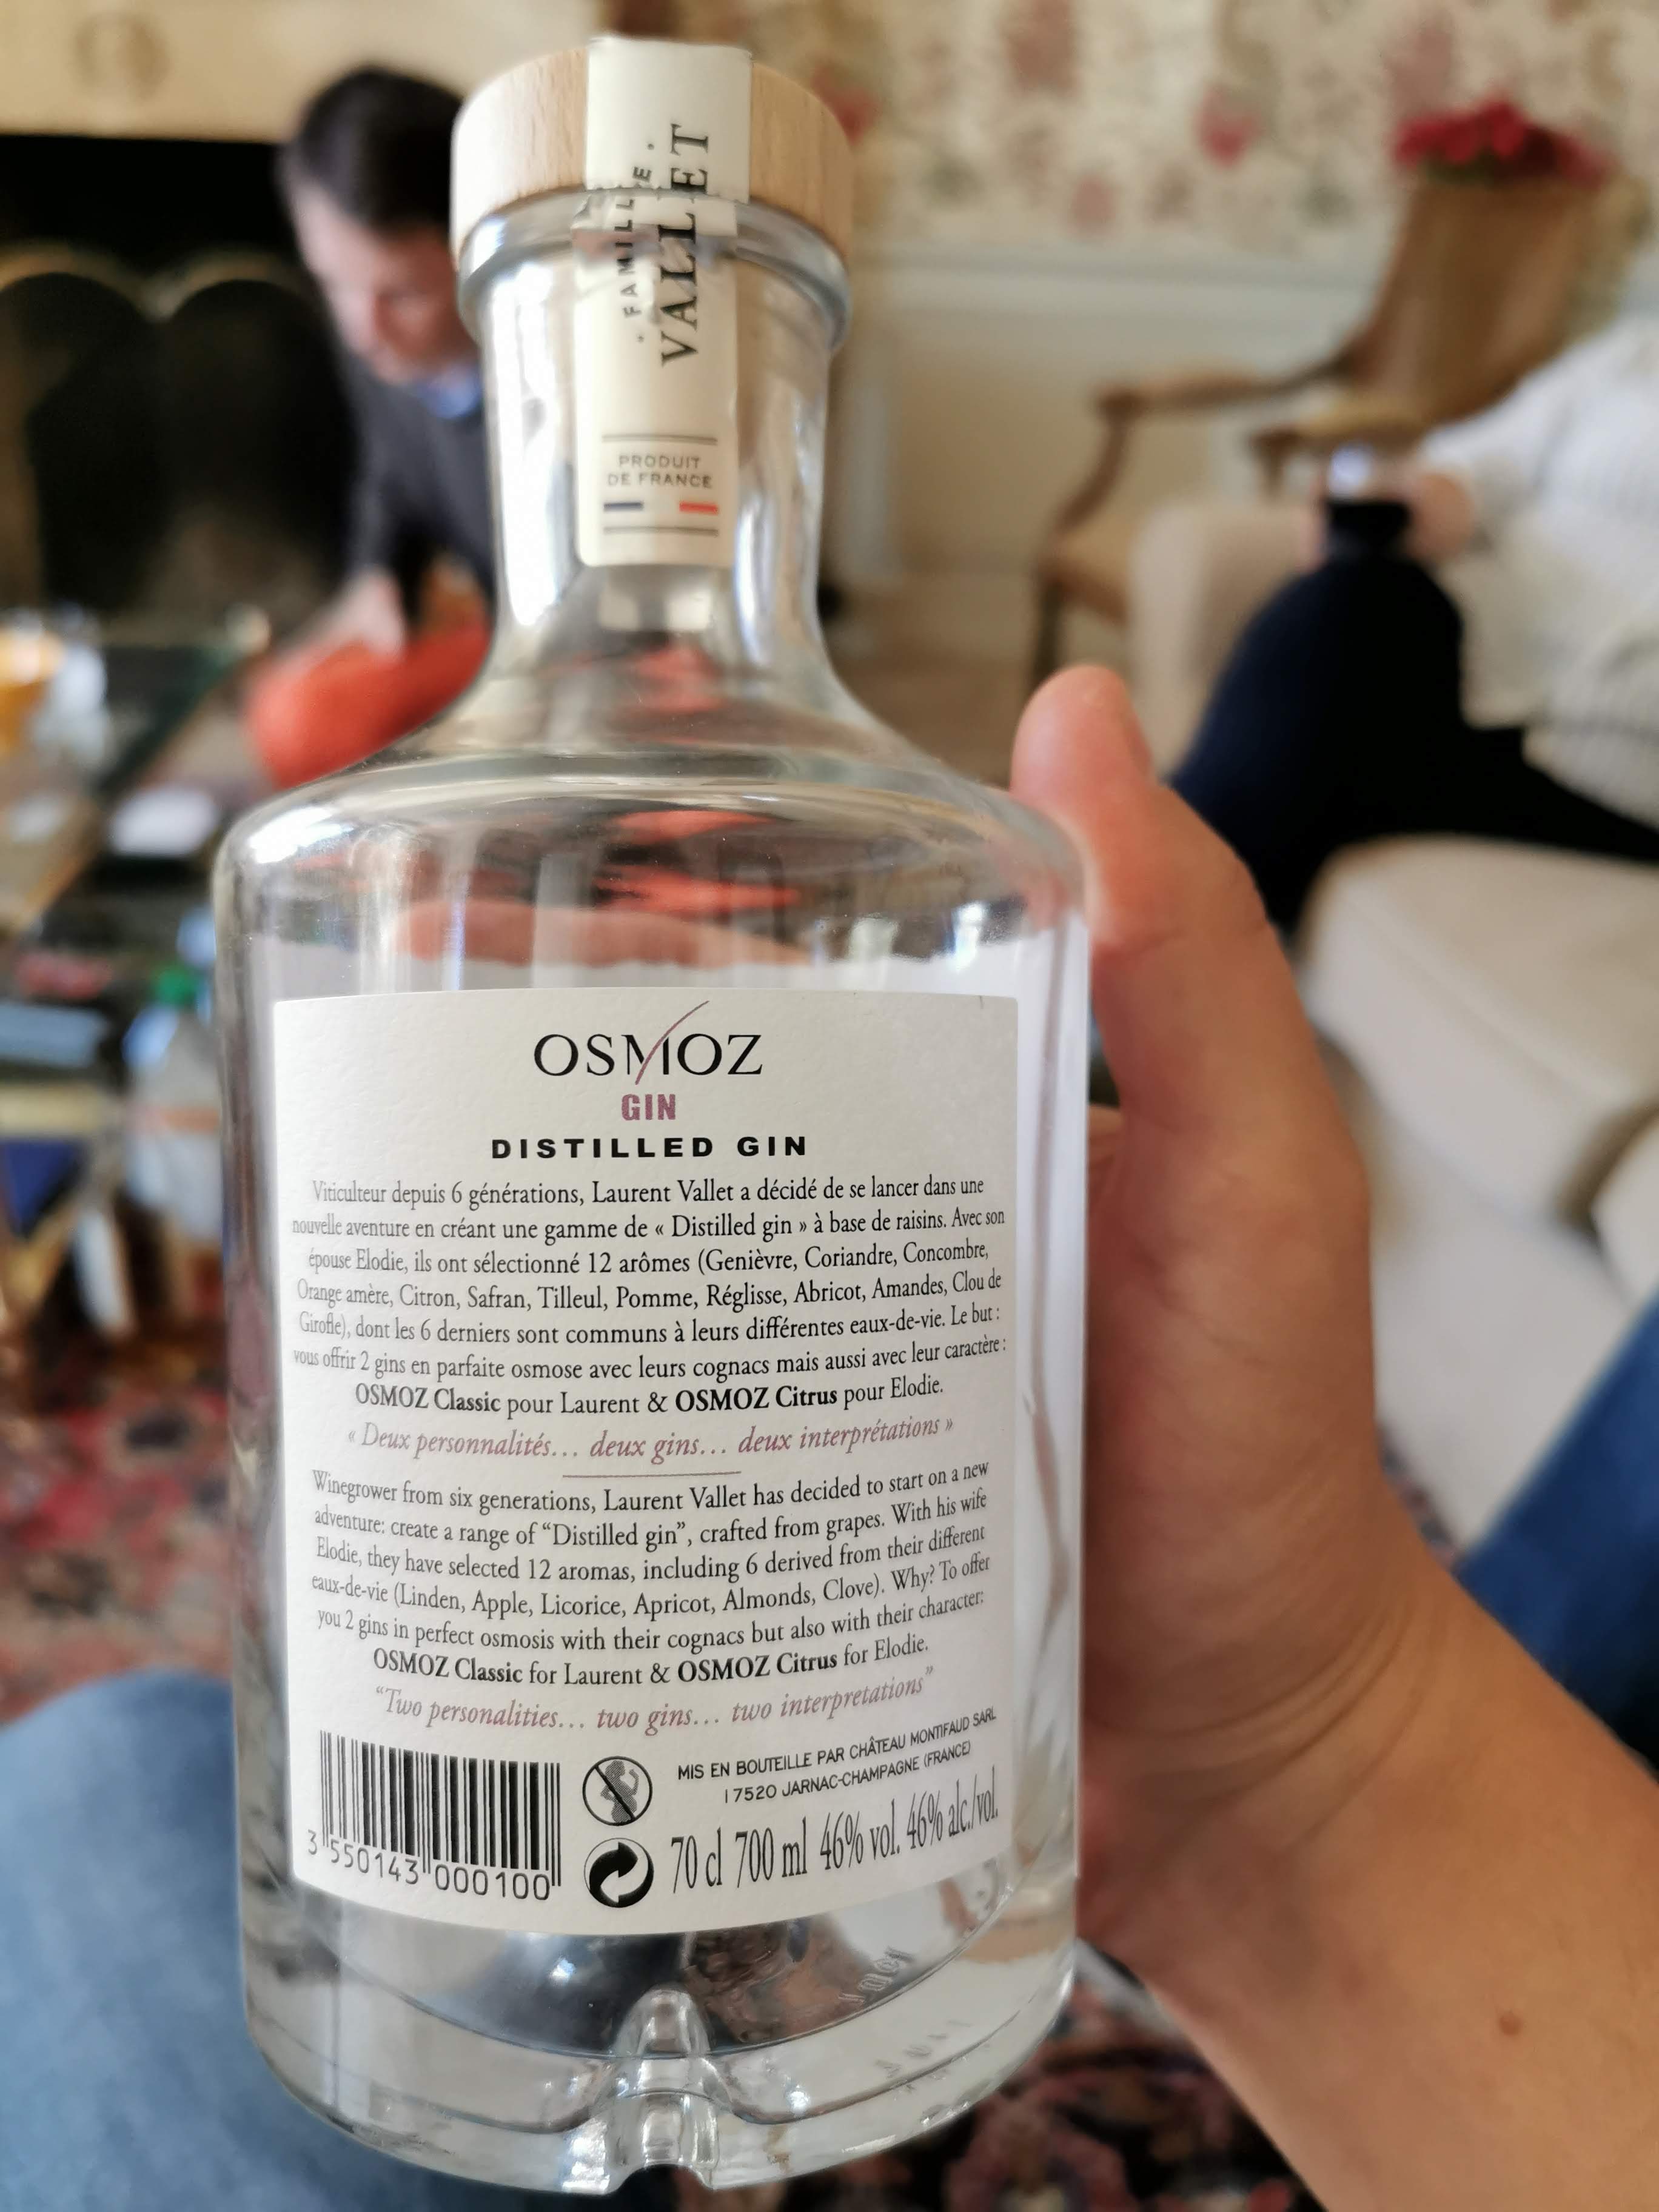 · FAMILLE ·
VALLET
PRODUIT
DE FRANCE
OSMOZ
GIN
DISTILLED GIN
Viticulteur depuis 6 générations, Laurent Vallet a décidé de se lancer dans une
nouvelle aventure en créant une gamme de « Distilled gin » à base de raisins. Avec son
épouse Elodie, ils ont sélectionné 12 arômes (Genièvre, Coriandre, Concombre,
Orange amère, Citron, Safran, Tilleul, Pomme, Réglisse, Abricot, Amandes, Clou de
Girofle), dont les 6 derniers sont communs à leurs différentes eaux-de-vie. Le but :
vous offrir 2 gins en parfaite osmose avec leurs cognacs mais aussi avec leur caractère :
OSMOZ Classic pour Laurent & OSMOZ Citrus pour Elodie.
« Deux personnalités... deux gins... deux interprétations »
Winegrower from six generations, Laurent Vallet has decided to start on a new
adventure: create a range of “Distilled gin”, crafted from grapes. With his wife
Elodie, they have selected 12 aromas, including 6 derived from their different
eaux-de-vie (Linden, Apple, Licorice, Apricot, Almonds, Clove). Why? To offer
you 2 gins in perfect osmosis with their cognacs but also with their character:
OSMOZ Classic for Laurent & OSMOZ Citrus for Elodie.
“Two personalities... two gins... two interpretations”
MIS EN BOUTEILLE PAR CHÂTEAU MONTIFAUD SARL
17520 JARNAC-CHAMPAGNE (FRANCE)
70 cl 700 ml 46% vol. 46% alc./vol.
3 550143 000100